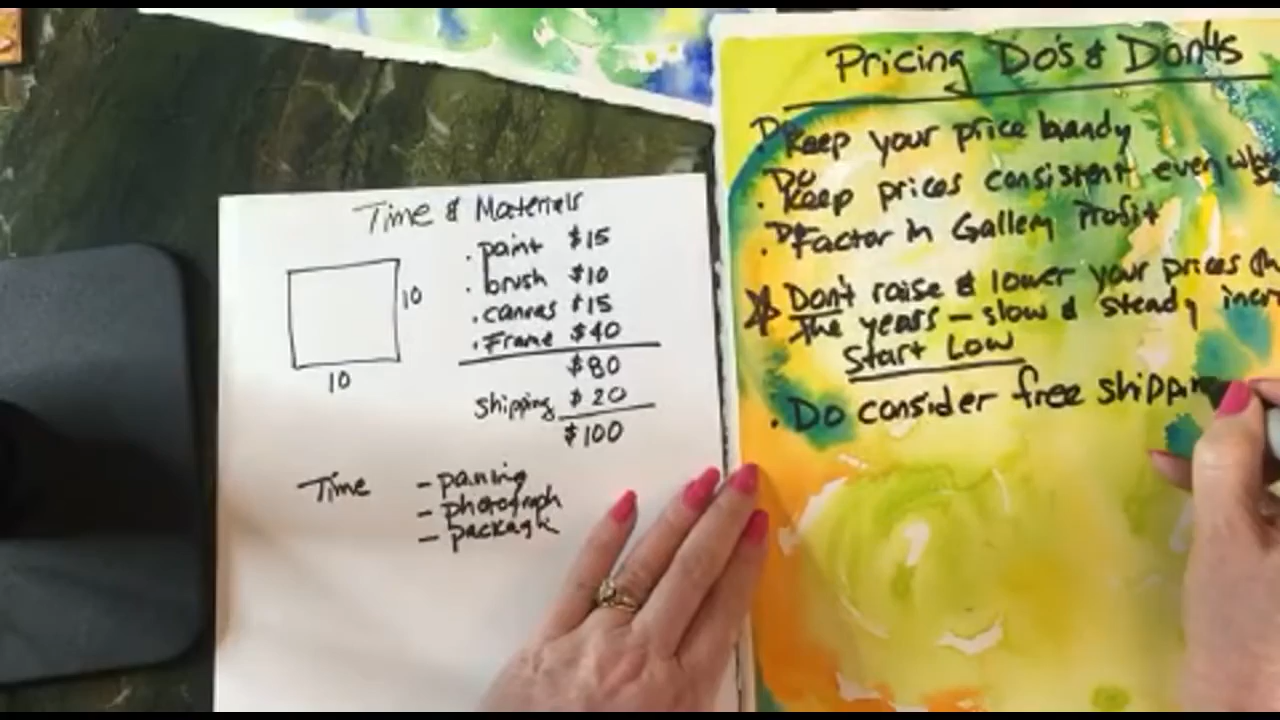 Time & Materials
. paint $15
. brush $10
. canvas $15
. Frame $40
$80
shipping $20
$100
10
10
Time - painting
- photograph
- package
Pricing Do's & Don'ts
. Keep your price handy
Do
. Keep prices consistent even
. Factor in Gallery Profit
Don't raise & lower your prices
The years – slow & steady
Start Low
. Do consider free shippin